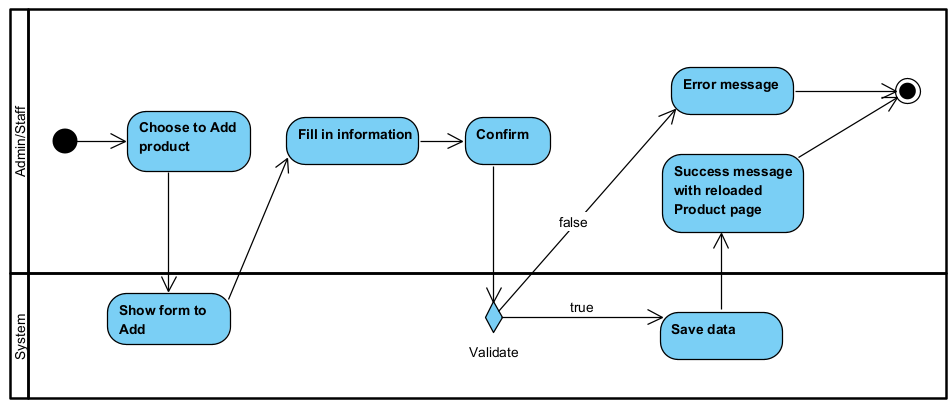 Admin/Staff
Choose to Add
product
Fill in information
Confirm
Error message
Success message
with reloaded
Product page
false
System
Show form to
Add
Validate
true
Save data